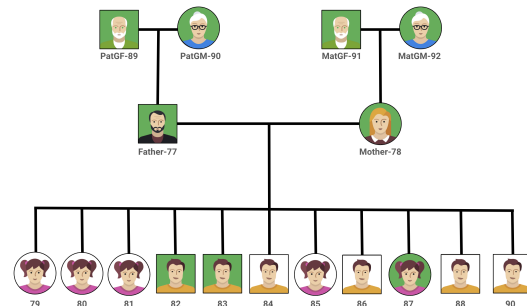 PatGF-89 PatGM-90 MatGF-91 MatGM-92
Father-77 Mother-78
79 80 81 82 83 84 85 86 87 88 90